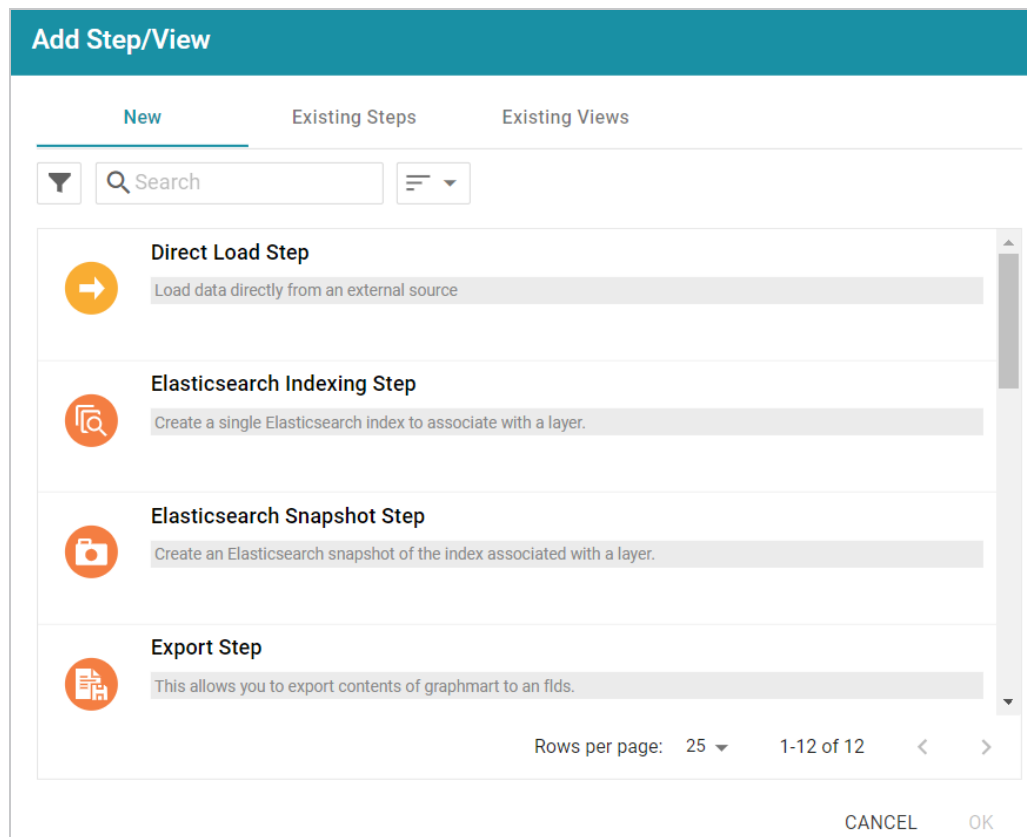 Add Step/View
New Existing Steps Existing Views
Search
Direct Load Step
Load data directly from an external source
Elasticsearch Indexing Step
Create a single Elasticsearch index to associate with a layer.
Elasticsearch Snapshot Step
Create an Elasticsearch snapshot of the index associated with a layer.
Export Step
This allows you to export contents of graphmart to an flds.
Rows per page: 25 1-12 of 12
CANCEL OK